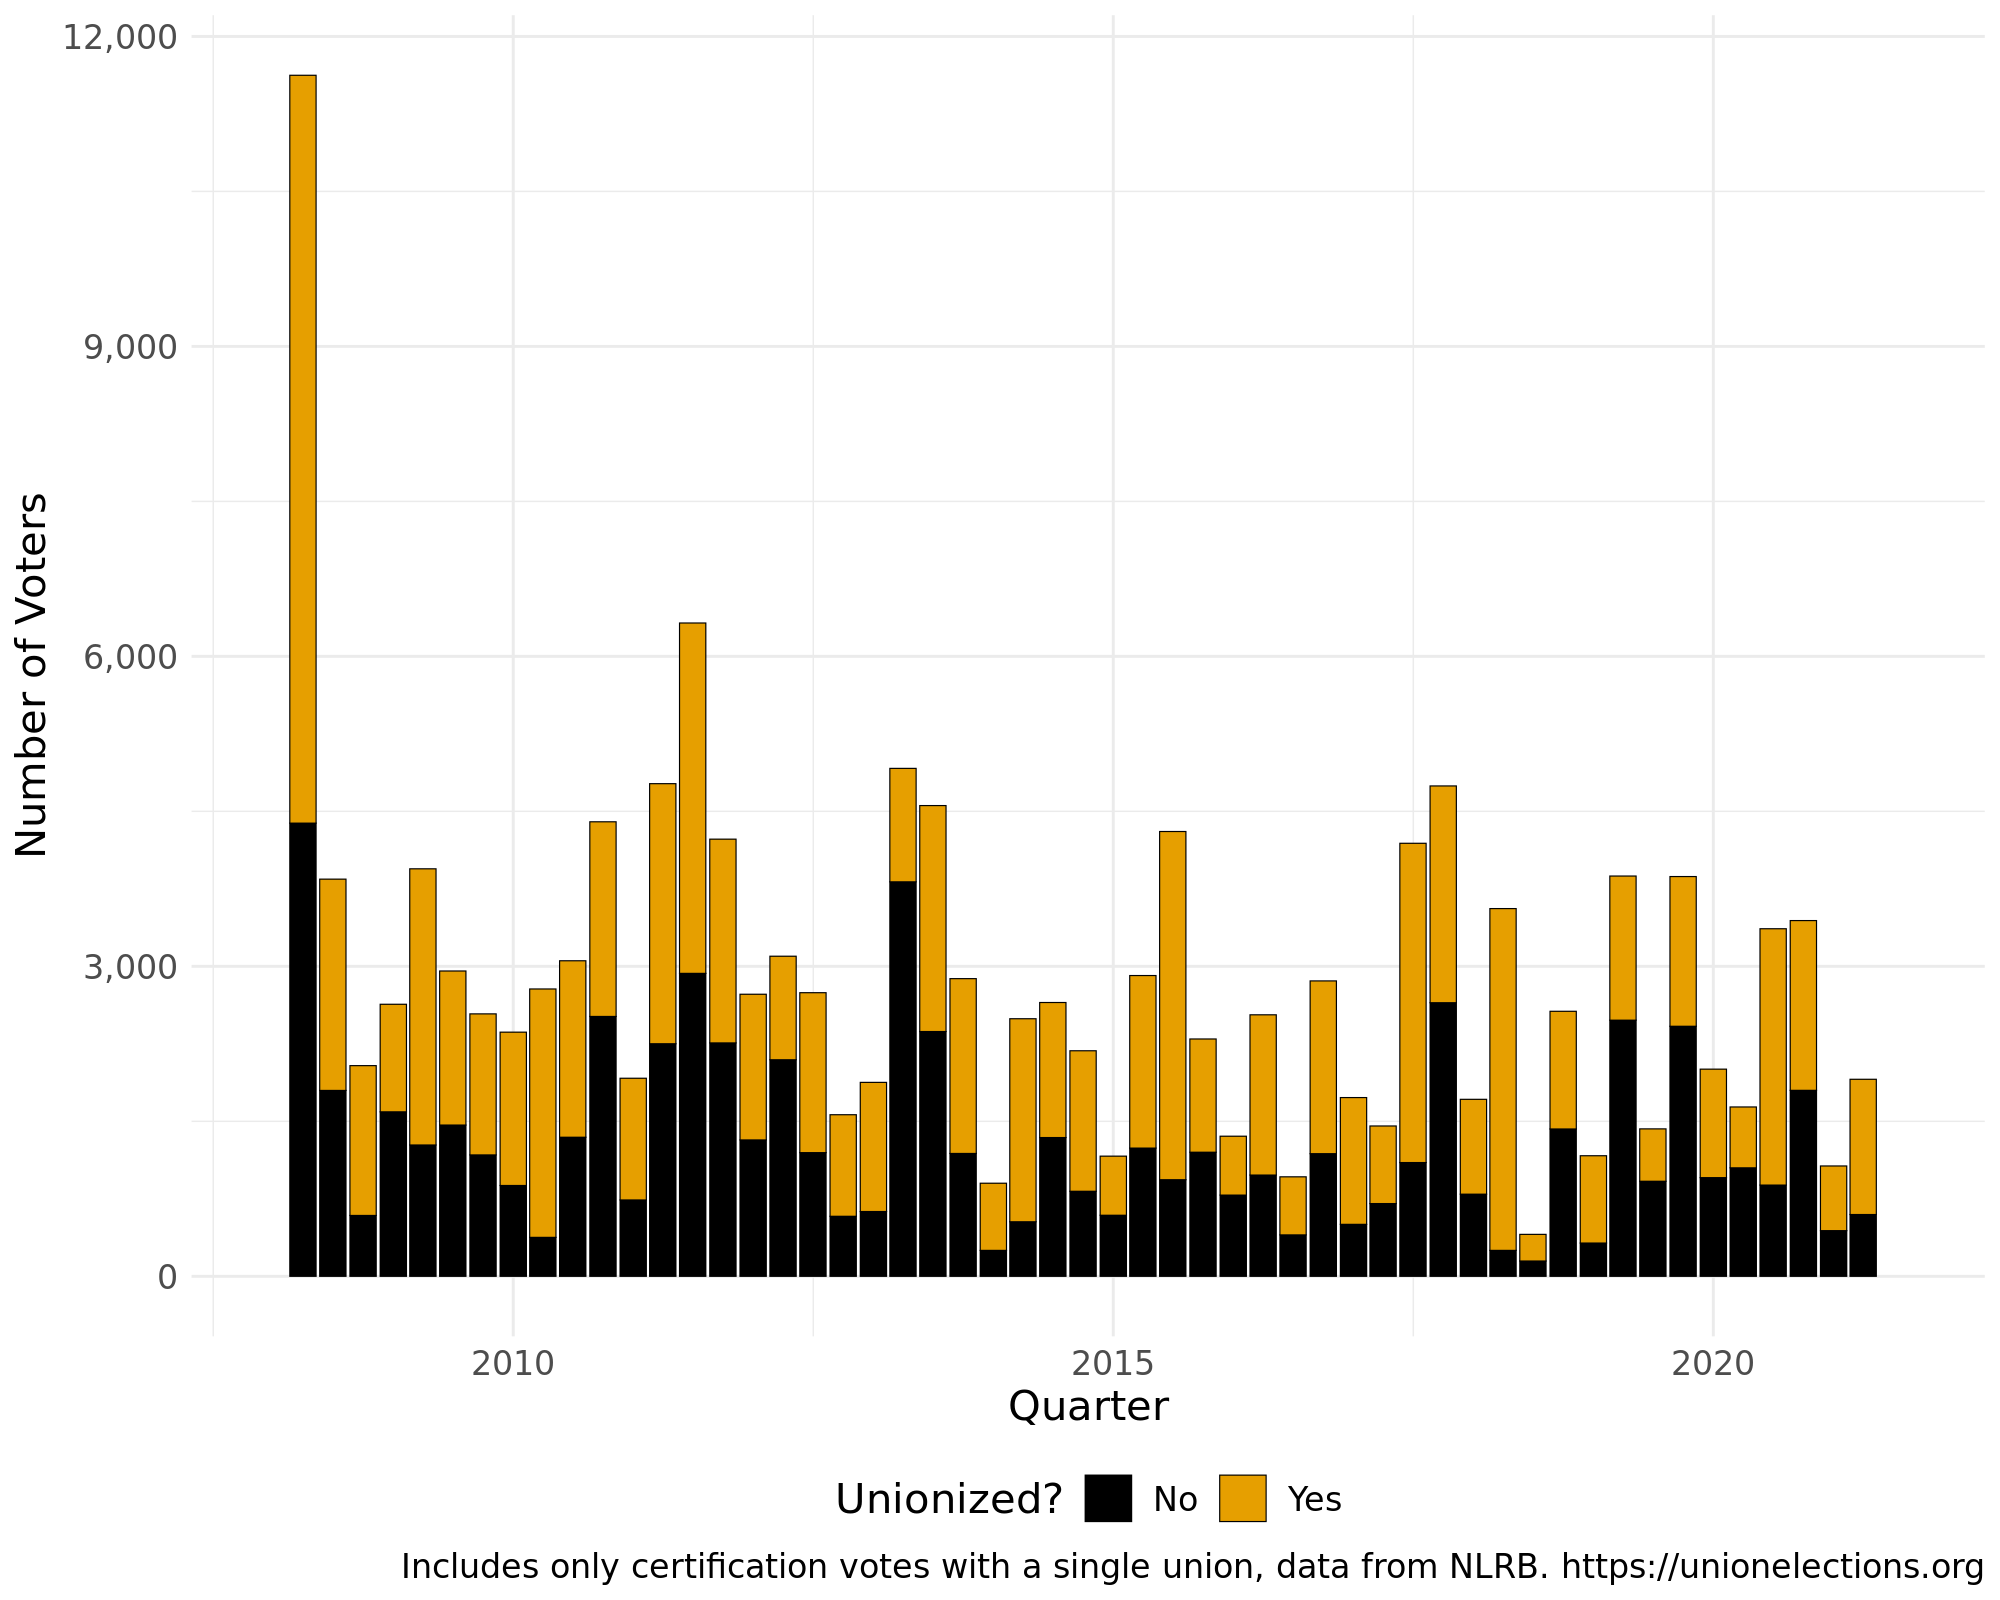 12,000
9,000
6,000
3,000
0
Number of Voters
2010 2015 2020
Quarter
Unionized? No Yes
Includes only certification votes with a single union, data from NLRB. https://unionelections.org